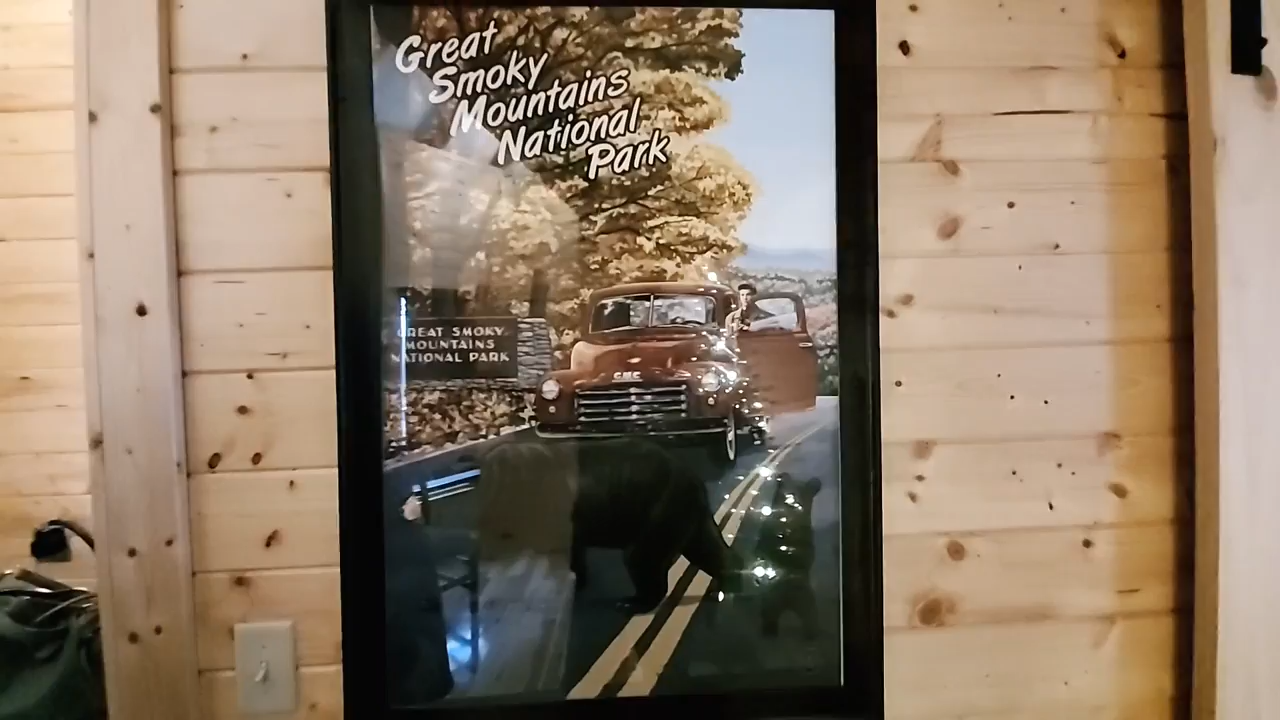 Great
Smoky
Mountains
National
Park
GREAT SMOKY
MOUNTAINS
NATIONAL PARK
GMC